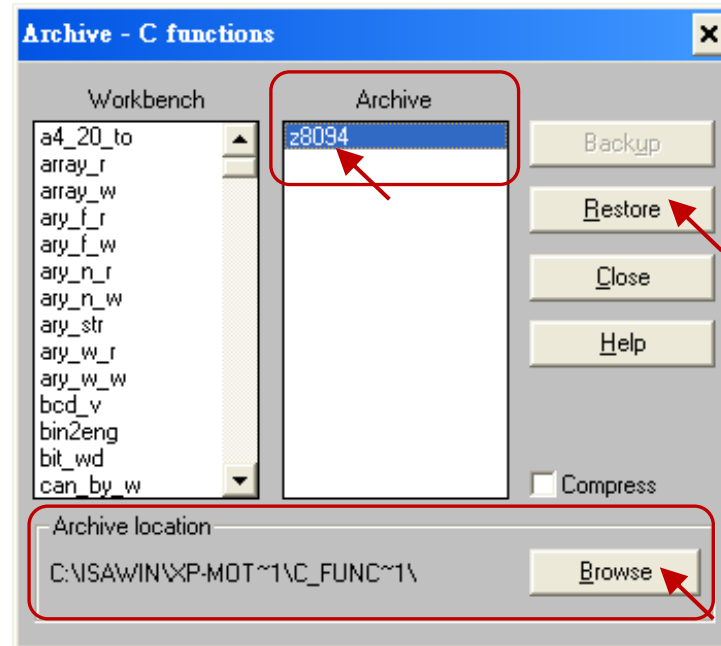 Archive - C functions
Workbench
a4_20_to
array_r
array_w
ary_f_r
ary_f_w
ary_n_r
ary_n_w
ary_str
ary_w_r
ary_w_w
bcd_v
bin2eng
bit_wd
can_by_w
Archive
z8094
Backup
Restore
Close
Help
Compress
Archive location
C:\ISAWIN\XP-MOT~1\C_FUNC~1\
Browse